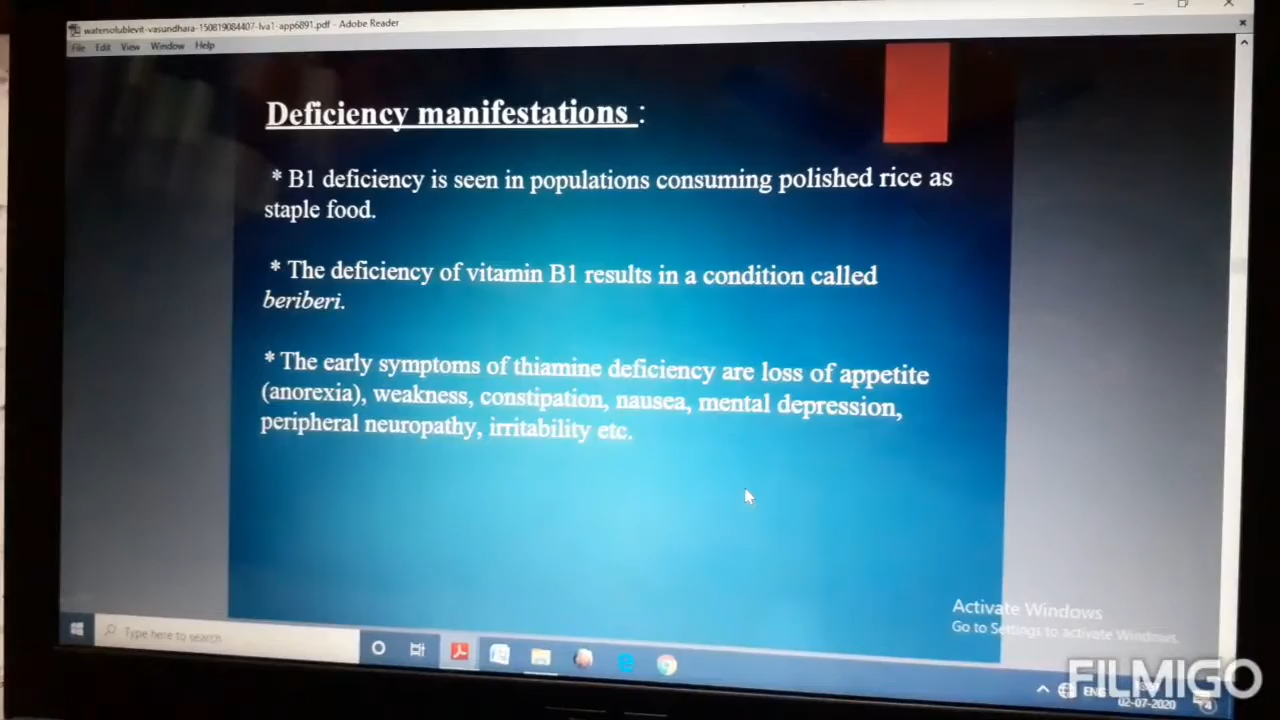 watersolublevit-vasundhara-150819084407-lva1-app6891.pdf - Adobe Reader
File Edit View Window Help
Deficiency manifestations :
* B1 deficiency is seen in populations consuming polished rice as
staple food.
* The deficiency of vitamin B1 results in a condition called
beriberi.
* The early symptoms of thiamine deficiency are loss of appetite
(anorexia), weakness, constipation, nausea, mental depression,
peripheral neuropathy, irritability etc.
Activate Windows
Go to Settings to activate Windows.
Type here to search
ENG
02-07-2020
4
FILMIGO